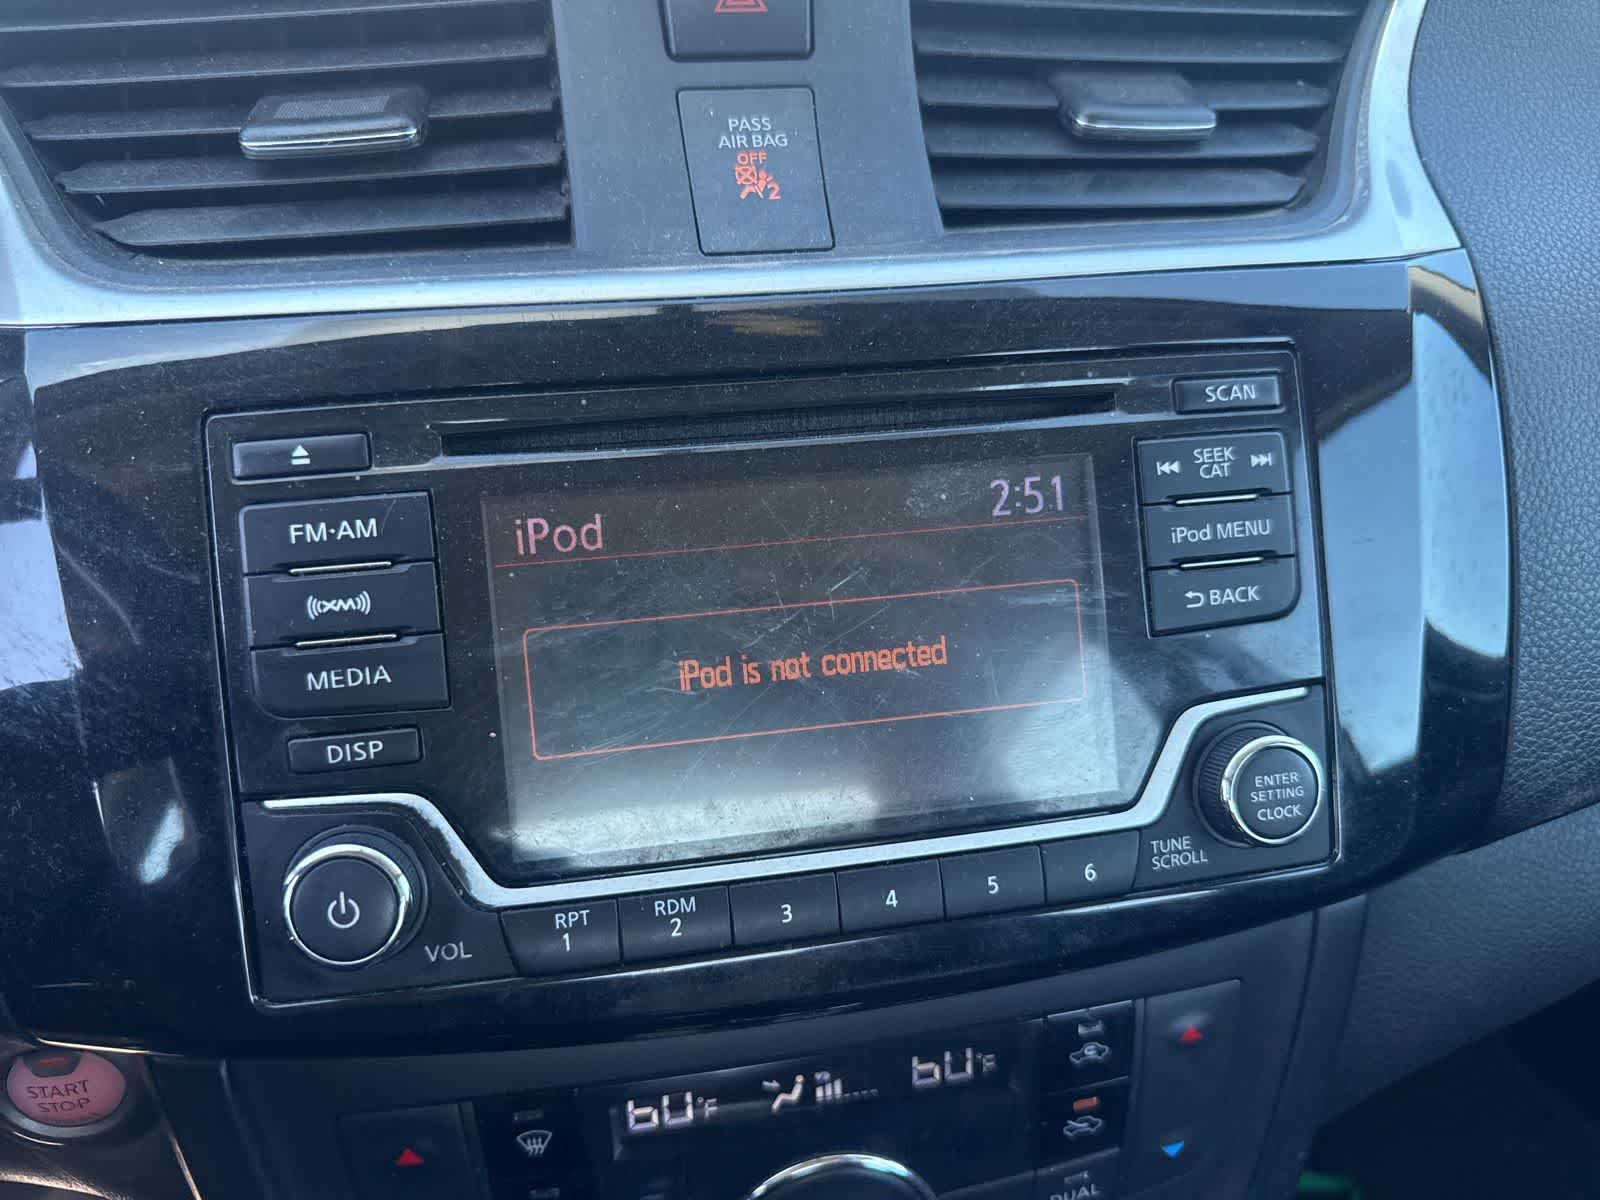 PASS
AIR BAG
OFF
2
SCAN
SEEK
CAT
FM·AM
iPod
2:51
iPod MENU
XM
BACK
iPod is not connected
MEDIA
DISP
ENTER
SETTING
CLOCK
TUNE
SCROLL
VOL
RPT
1
RDM
2
3
4
5
6
START
STOP
60°F
60°F
DUAL